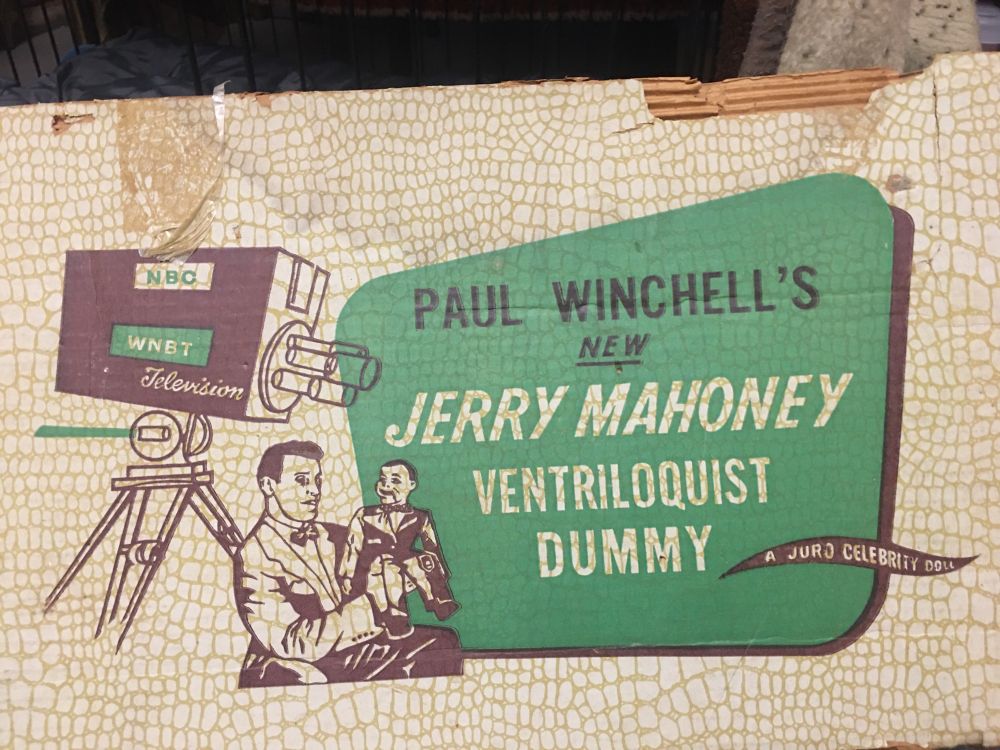 NBC
WNBT
Television
PAUL WINCHELL'S
NEW
JERRY MAHONEY
VENTRILOQUIST
DUMMY
A JURO CELEBRITY DOLL